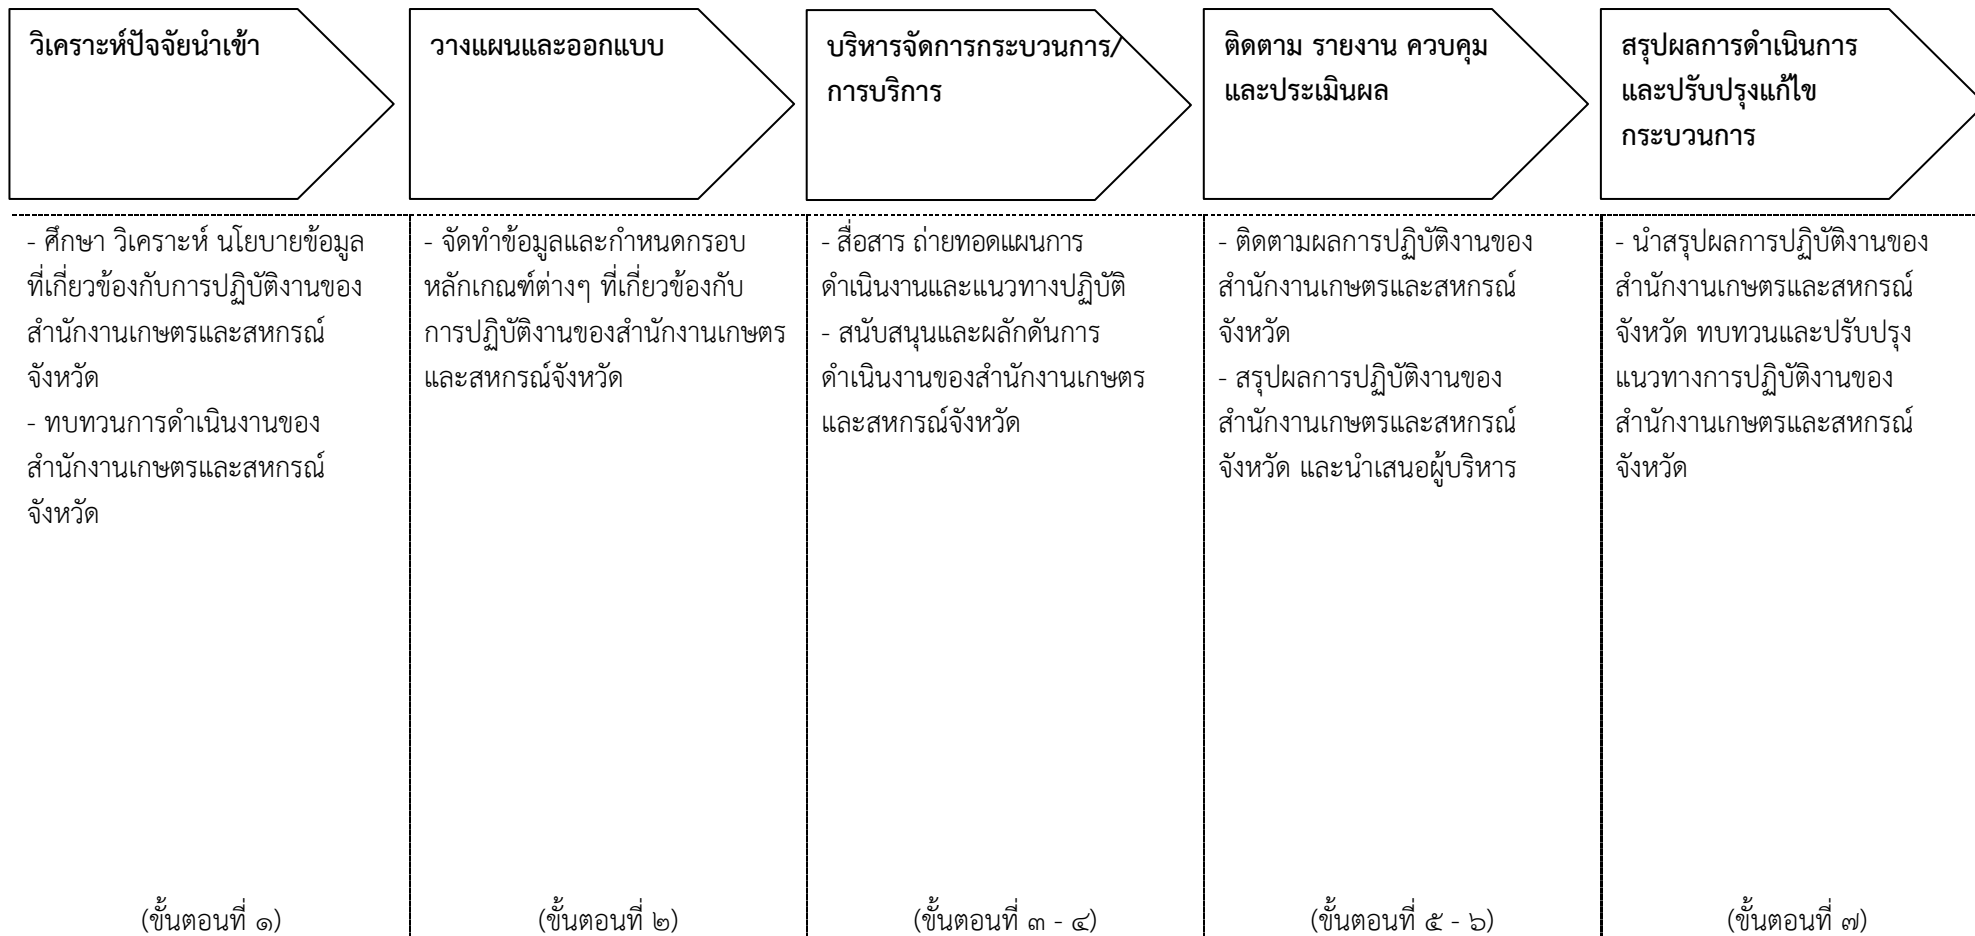 วิเคราะห์ปัจจัยนำเข้า
วางแผนและออกแบบ
บริหารจัดการกระบวนการ/
การบริการ
ติดตาม รายงาน ควบคุม
และประเมินผล
สรุปผลการดำเนินการ
และปรับปรุงแก้ไข
กระบวนการ
- ศึกษา วิเคราะห์ นโยบายข้อมูล
ที่เกี่ยวข้องกับการปฏิบัติงานของ
สำนักงานเกษตรและสหกรณ์
จังหวัด
- ทบทวนการดำเนินงานของ
สำนักงานเกษตรและสหกรณ์
จังหวัด
(ขั้นตอนที่ ๑)
- จัดทำข้อมูลและกำหนดกรอบ
หลักเกณฑ์ต่างๆ ที่เกี่ยวข้องกับ
การปฏิบัติงานของสำนักงานเกษตร
และสหกรณ์จังหวัด
(ขั้นตอนที่ ๒)
- สื่อสาร ถ่ายทอดแผนการ
ดำเนินงานและแนวทางปฏิบัติ
- สนับสนุนและผลักดันการ
ดำเนินงานของสำนักงานเกษตร
และสหกรณ์จังหวัด
(ขั้นตอนที่ ๓ - ๔)
- ติดตามผลการปฏิบัติงานของ
สำนักงานเกษตรและสหกรณ์
จังหวัด
- สรุปผลการปฏิบัติงานของ
สำนักงานเกษตรและสหกรณ์
จังหวัด และนำเสนอผู้บริหาร
(ขั้นตอนที่ ๕ - ๖)
- นำสรุปผลการปฏิบัติงานของ
สำนักงานเกษตรและสหกรณ์
จังหวัด ทบทวนและปรับปรุง
แนวทางการปฏิบัติงานของ
สำนักงานเกษตรและสหกรณ์
จังหวัด
(ขั้นตอนที่ ๗)